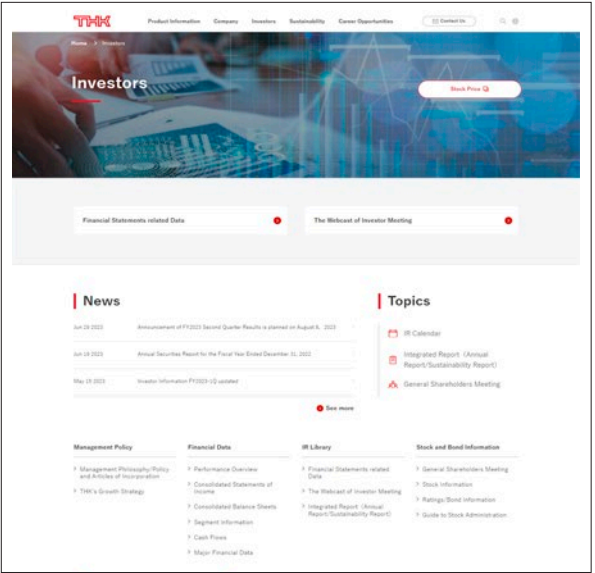 THK
Product Information Company Investors Sustainability Career Opportunities Contact Us
Home > Investors
Investors
Stock Price
Financial Statements related Data
The Webcast of Investor Meeting
News
Jun 29 2023 Announcement of FY2023 Second Quarter Results is planned on August 8, 2023
Jun 19 2023 Annual Securities Report for the Fiscal Year Ended December 31, 2022
May 19 2023 Investor Information FY2023-1Q updated
See more
Topics
IR Calendar
Integrated Report (Annual
Report/Sustainability Report)
General Shareholders Meeting
Management Policy
> Management Philosophy/Policy
and Articles of Incorporation
> THK's Growth Strategy
Financial Data
> Performance Overview
> Consolidated Statements of
Income
> Consolidated Balance Sheets
> Segment Information
> Cash Flows
> Major Financial Data
IR Library
> Financial Statements related
Data
> The Webcast of Investor Meeting
> Integrated Report (Annual
Report/Sustainability Report)
Stock and Bond Information
> General Shareholders Meeting
> Stock Information
> Ratings/Bond Information
> Guide to Stock Administration